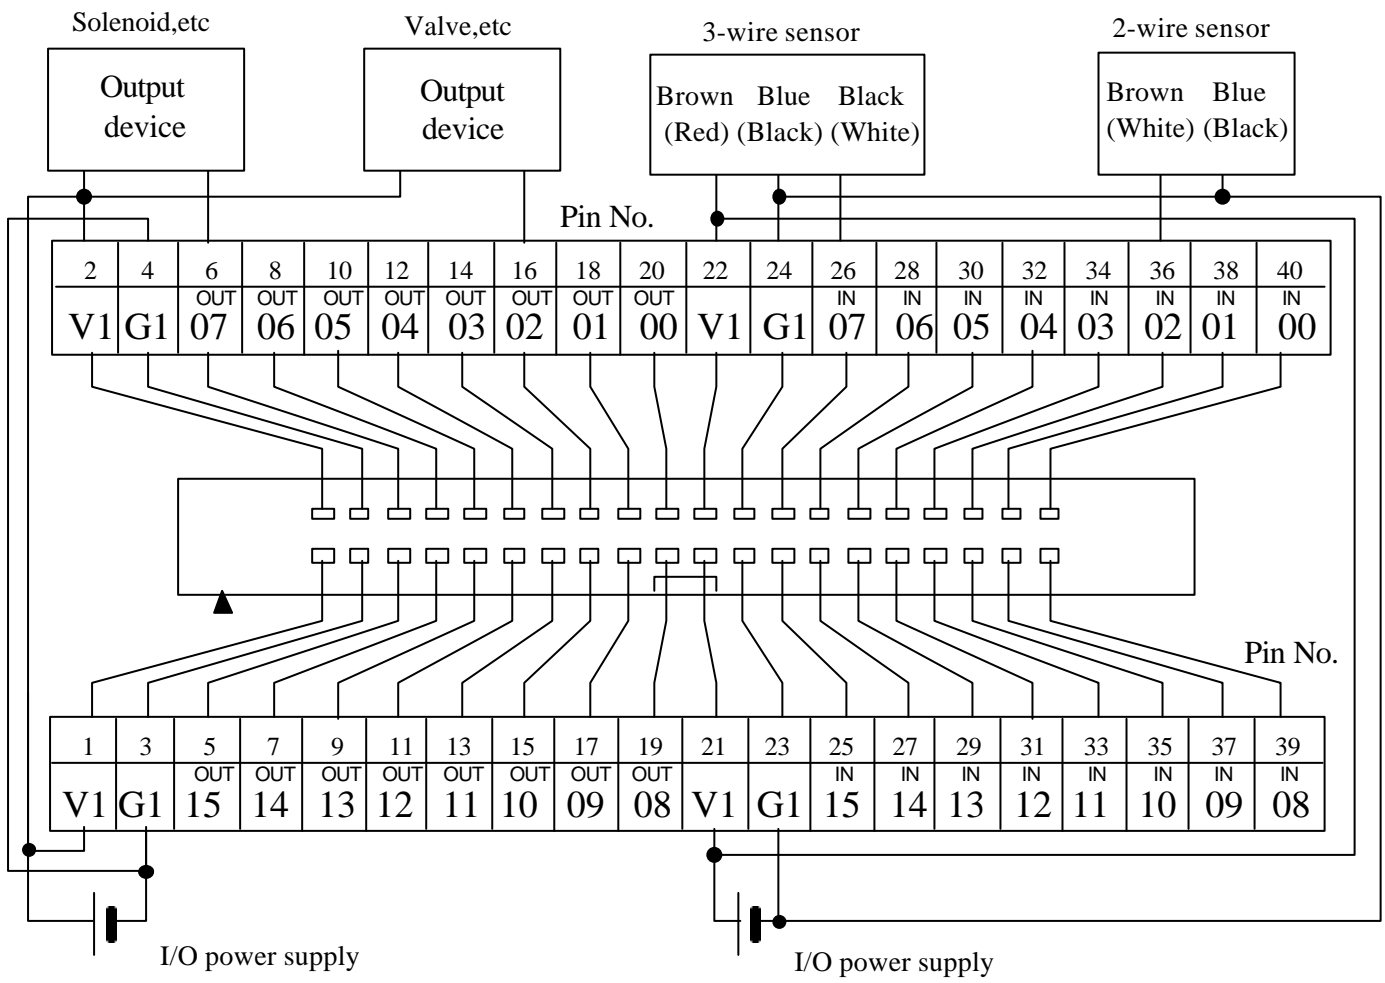 Solenoid,etc
Valve,etc
3-wire sensor
2-wire sensor
Output
device
Output
device
Brown Blue Black
(Red) (Black) (White)
Brown Blue
(White) (Black)
Pin No.
2 4 6 8 10 12 14 16 18 20 22 24 26 28 30 32 34 36 38 40
OUT OUT OUT OUT OUT OUT OUT OUT IN IN IN IN IN IN IN IN
V1 G1 07 06 05 04 03 02 01 00 V1 G1 07 06 05 04 03 02 01 00
Pin No.
1 3 5 7 9 11 13 15 17 19 21 23 25 27 29 31 33 35 37 39
OUT OUT OUT OUT OUT OUT OUT OUT IN IN IN IN IN IN IN IN
V1 G1 15 14 13 12 11 10 09 08 V1 G1 15 14 13 12 11 10 09 08
I/O power supply
I/O power supply